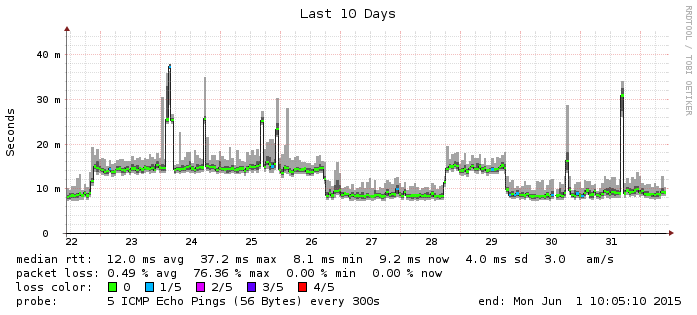 Last 10 Days
RRDTOOL / TOBI OETIKER
Seconds
40 m
30 m
20 m
10 m
0
22 23 24 25 26 27 28 29 30 31
median rtt: 12.0 ms avg 37.2 ms max 8.1 ms min 9.2 ms now 4.0 ms sd 3.0 am/s
packet loss: 0.49 % avg 76.36 % max 0.00 % min 0.00 % now
loss color: 0 1/5 2/5 3/5 4/5
probe: 5 ICMP Echo Pings (56 Bytes) every 300s end: Mon Jun 1 10:05:10 2015